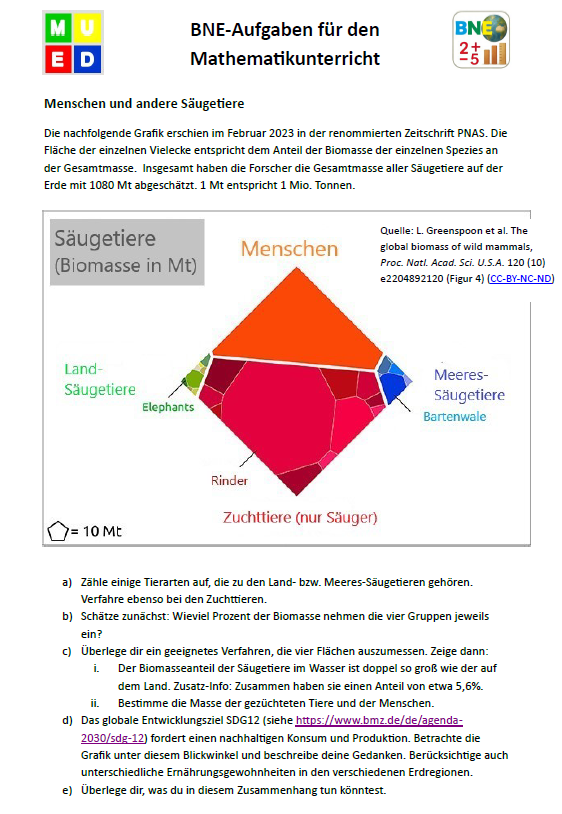 M U
E D
BNE-Aufgaben für den
Mathematikunterricht
BNE
2+
-5
Menschen und andere Säugetiere
Die nachfolgende Grafik erschien im Februar 2023 in der renommierten Zeitschrift PNAS. Die
Fläche der einzelnen Vielecke entspricht dem Anteil der Biomasse der einzelnen Spezies an
der Gesamtmasse. Insgesamt haben die Forscher die Gesamtmasse aller Säugetiere auf der
Erde mit 1080 Mt abgeschätzt. 1 Mt entspricht 1 Mio. Tonnen.
Säugetiere
(Biomasse in Mt)
Menschen
Quelle: L. Greenspoon et al. The
global biomass of wild mammals,
Proc. Natl. Acad. Sci. U.S.A. 120 (10)
e2204892120 (Figur 4) (CC-BY-NC-ND)
Land-
Säugetiere
Elephants
Meeres-
Säugetiere
Bartenwale
Rinder
Zuchttiere (nur Säuger)
= 10 Mt
a) Zähle einige Tierarten auf, die zu den Land- bzw. Meeres-Säugetieren gehören.
Verfahre ebenso bei den Zuchttieren.
b) Schätze zunächst: Wieviel Prozent der Biomasse nehmen die vier Gruppen jeweils
ein?
c) Überlege dir ein geeignetes Verfahren, die vier Flächen auszumessen. Zeige dann:
i. Der Biomasseanteil der Säugetiere im Wasser ist doppel so groß wie der auf
dem Land. Zusatz-Info: Zusammen haben sie einen Anteil von etwa 5,6%.
ii. Bestimme die Masse der gezüchteten Tiere und der Menschen.
d) Das globale Entwicklungsziel SDG12 (siehe https://www.bmz.de/de/agenda-
2030/sdg-12) fordert einen nachhaltigen Konsum und Produktion. Betrachte die
Grafik unter diesem Blickwinkel und beschreibe deine Gedanken. Berücksichtige auch
unterschiedliche Ernährungsgewohnheiten in den verschiedenen Erdregionen.
e) Überlege dir, was du in diesem Zusammenhang tun könntest.